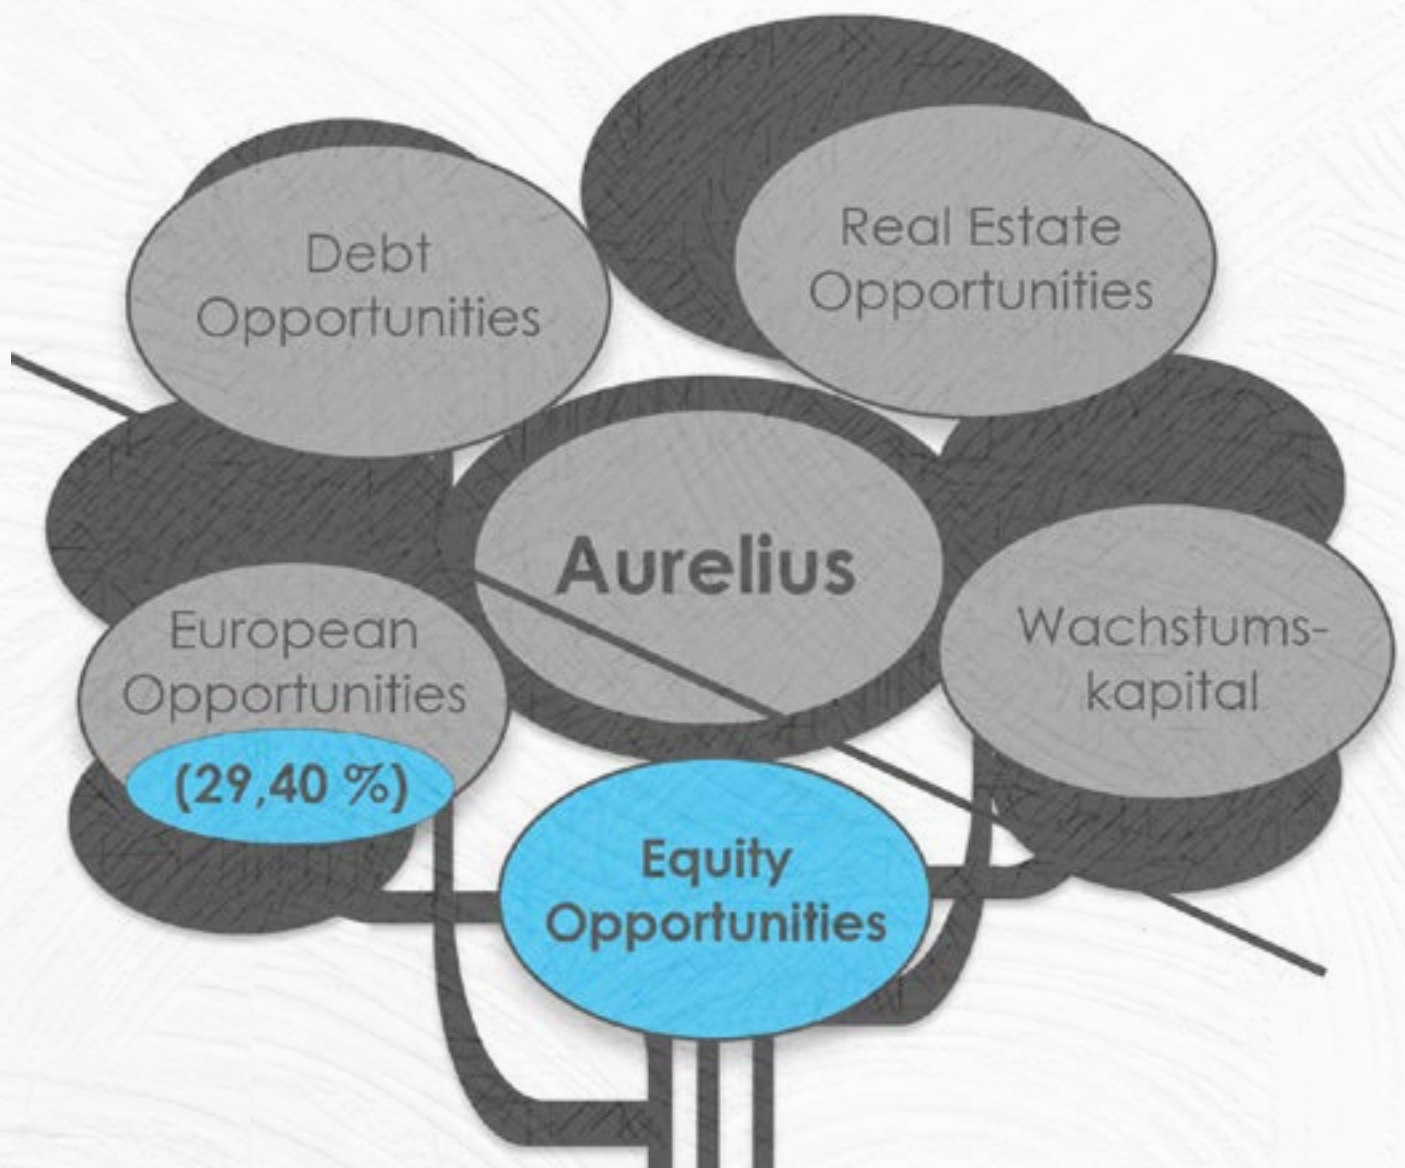 Debt
Opportunities
Real Estate
Opportunities
Aurelius
European
Opportunities
(29,40 %)
Wachstums-
kapital
Equity
Opportunities